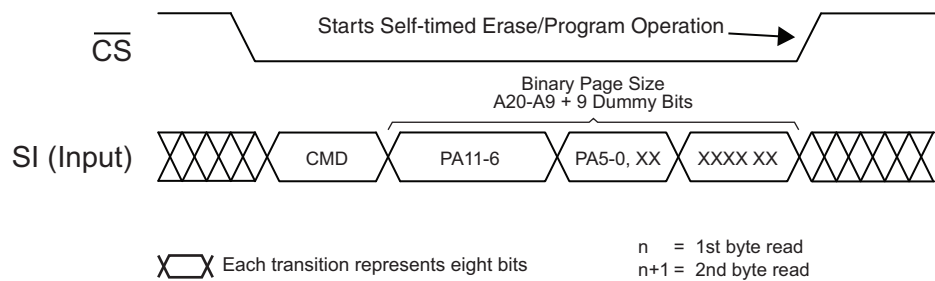 Starts Self-timed Erase/Program Operation
CS
Binary Page Size
A20-A9 + 9 Dummy Bits
SI (Input)
CMD
PA11-6
PA5-0, XX
XXXX XX
Each transition represents eight bits
n = 1st byte read
n+1 = 2nd byte read